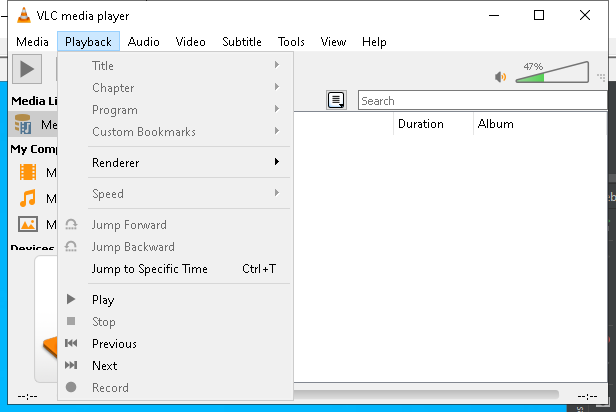 VLC media player
Media Playback Audio Video Subtitle Tools View Help
47%
Title
Chapter
Program
Custom Bookmarks
Renderer
Speed
Jump Forward
Jump Backward
Jump to Specific Time Ctrl+T
Play
Stop
Previous
Next
Record
Media Li
Me
My Comp
M
M
M
Devices
Search
Duration Album
--:-- --:--